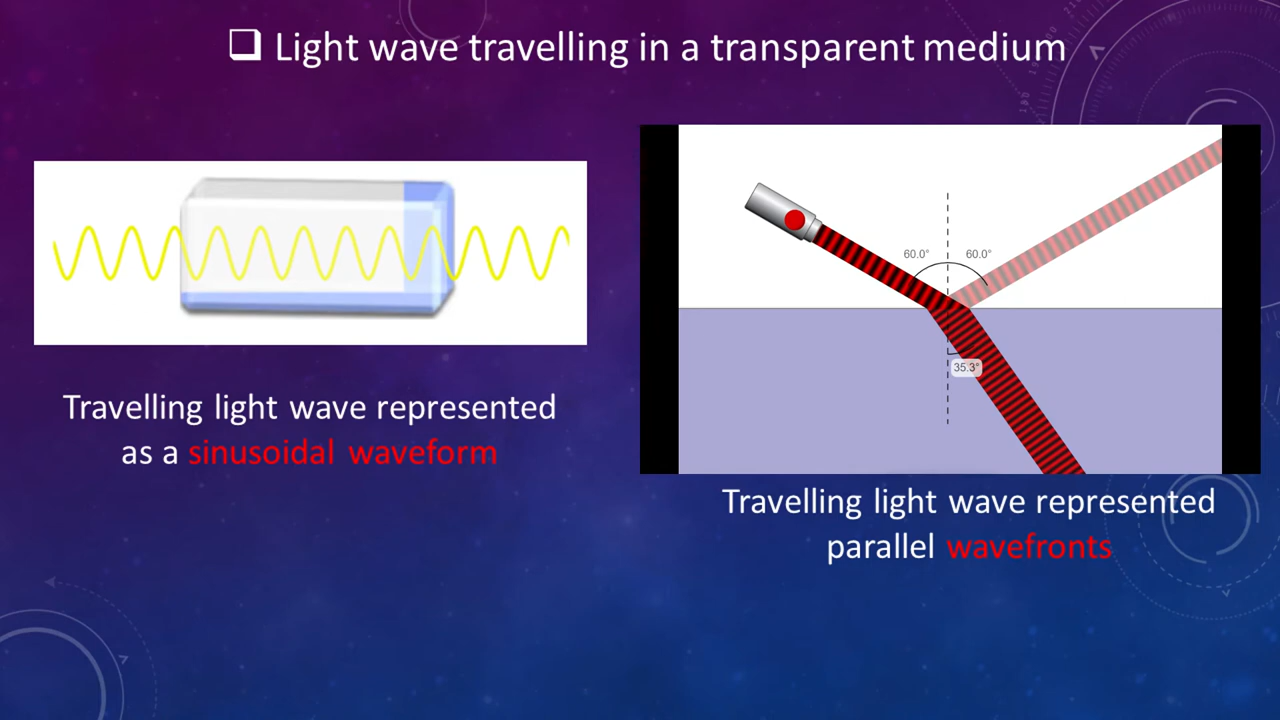 ❑ Light wave travelling in a transparent medium
60.0° 60.0°
35.3°
Travelling light wave represented
as a sinusoidal waveform
Travelling light wave represented
parallel wavefronts